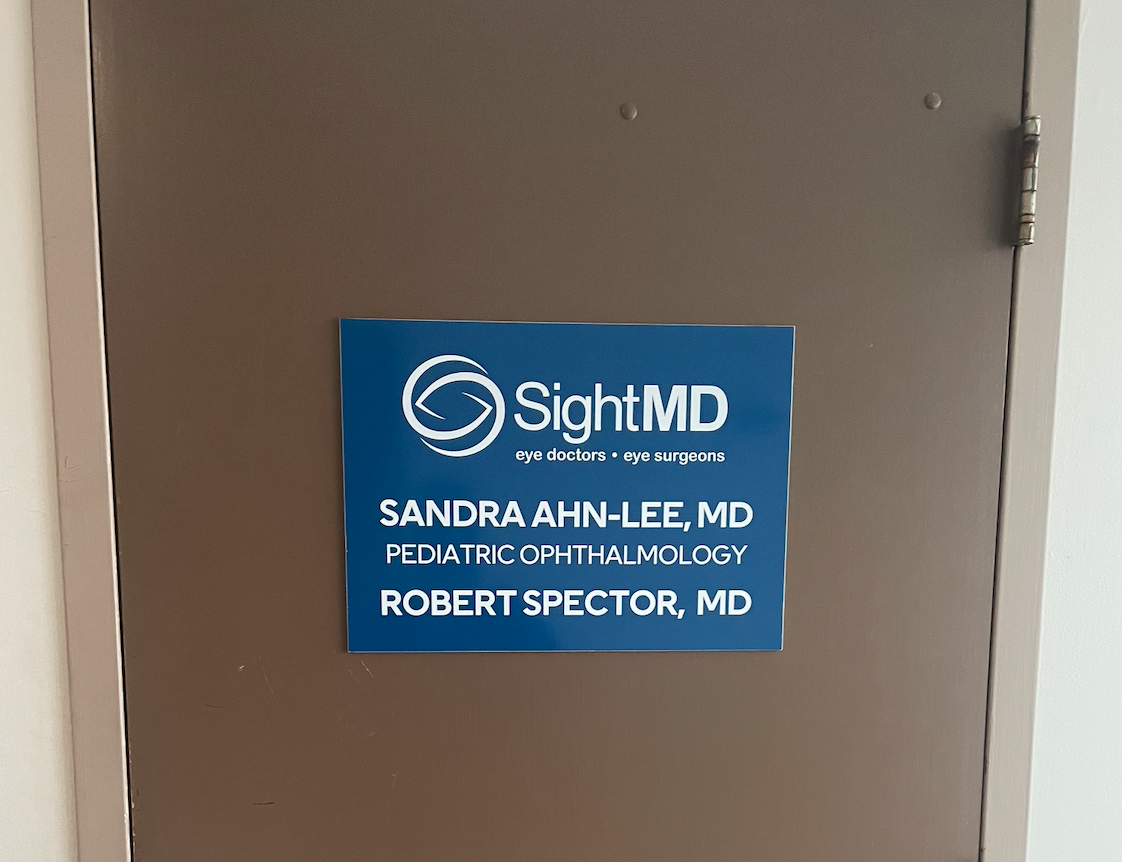 SightMD
eye doctors • eye surgeons
SANDRA AHN-LEE, MD
PEDIATRIC OPHTHALMOLOGY
ROBERT SPECTOR, MD